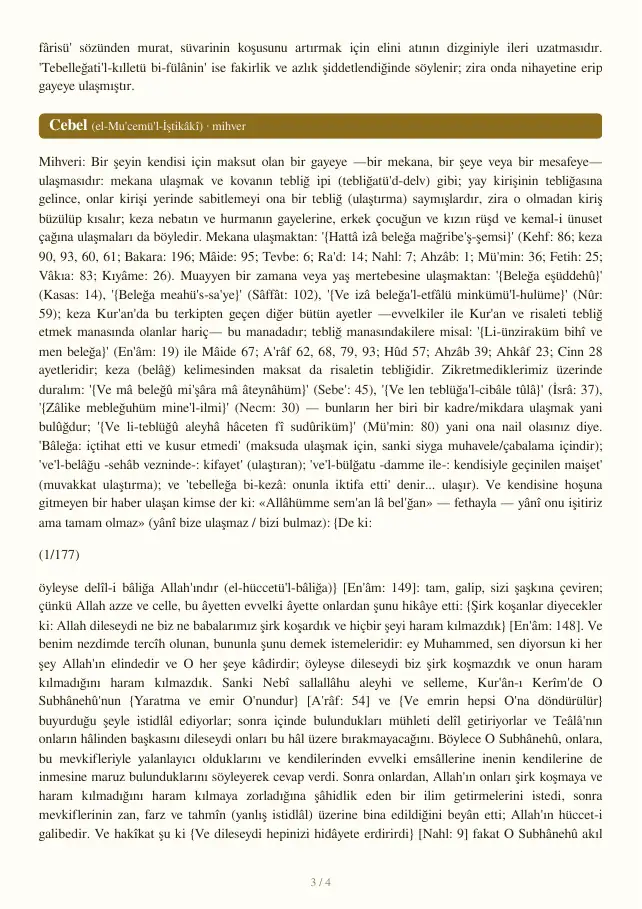 fârisü' sözünden murat, süvarinin koşusunu artırmak için elini atının dizginiyle ileri uzatmasıdır.
'Tebelleğati'l-kılletü bi-fülânin' ise fakirlik ve azlık şiddetlendiğinde söylenir; zira onda nihayetine erip
gayeye ulaşmıştır.
Cebel (el-Mu'cemü'l-İştikâkî) · mihver
Mihveri: Bir şeyin kendisi için maksut olan bir gayeye —bir mekana, bir şeye veya bir mesafeye—
ulaşmasıdır: mekana ulaşmak ve kovanın tebliğ ipi (tebliğatü'd-delv) gibi; yay kirişinin tebliğasına
gelince, onlar kirişi yerinde sabitlemeyi ona bir tebliğ (ulaştırma) saymışlardır, zira o olmadan kiriş
büzülüp kısalır; keza nebatın ve hurmanın gayelerine, erkek çocuğun ve kızın rüşd ve kemal-i ünuset
çağına ulaşmaları da böyledir. Mekana ulaşmaktan: '{Hattâ izâ beleğa mağribe'ş-şemsi}' (Kehf: 86; keza
90, 93, 60, 61; Bakara: 196; Mâide: 95; Tevbe: 6; Ra'd: 14; Nahl: 7; Ahzâb: 1; Mü'min: 36; Fetih: 25;
Vâkıa: 83; Kıyâme: 26). Muayyen bir zamana veya yaş mertebesine ulaşmaktan: '{Beleğa eşüddehû}'
(Kasas: 14), '{Beleğa meahü's-sa'ye}' (Sâffât: 102), '{Ve izâ beleğa'l-etfâlü minkümü'l-hulüme}' (Nûr:
59); keza Kur'an'da bu terkipten geçen diğer bütün ayetler —evvelkiler ile Kur'an ve risaleti tebliğ
etmek manasında olanlar hariç— bu manadadır; tebliğ manasındakilere misal: '{Li-ünziraküm bihî ve
men beleğa}' (En'âm: 19) ile Mâide 67; A'râf 62, 68, 79, 93; Hûd 57; Ahzâb 39; Ahkâf 23; Cinn 28
ayetleridir; keza (belâğ) kelimesinden maksat da risaletin tebliğidir. Zikretmediklerimiz üzerinde
duralım: '{Ve mâ beleğû mi'şâra mâ âteynâhüm}' (Sebe': 45), '{Ve len teblüğa'l-cibâle tûlâ}' (İsrâ: 37),
'{Zâlike mebleğuhüm mine'l-ilmi}' (Necm: 30) — bunların her biri bir kadre/mikdara ulaşmak yani
bulûğdur; '{Ve li-teblüğû aleyhâ hâceten fî sudûriküm}' (Mü'min: 80) yani ona nail olasınız diye.
'Bâleğa: içtihat etti ve kusur etmedi' (maksuda ulaşmak için, sanki siyga muhavele/çabalama içindir);
've'l-belâğu -sehâb vezninde-: kifayet' (ulaştıran); 've'l-bülğatu -damme ile-: kendisiyle geçinilen maişet'
(muvakkat ulaştırma); ve 'tebelleğa bi-kezâ: onunla iktifa etti' denir... ulaşır). Ve kendisine hoşuna
gitmeyen bir haber ulaşan kimse der ki: «Allâhümme sem'an lâ bel'ğan» — fethayla — yânî onu işitiriz
ama tamam olmaz» (yânî bize ulaşmaz / bizi bulmaz): {De ki:
(1/177)
öyleyse delîl-i bâliğa Allah'ındır (el-hüccetü'l-bâliğa)} [En'âm: 149]: tam, galip, sizi şaşkına çeviren;
çünkü Allah azze ve celle, bu âyetten evvelki âyette onlardan şunu hikâye etti: {Şirk koşanlar diyecekler
ki: Allah dileseydi ne biz ne babalarımız şirk koşardık ve hiçbir şeyi haram kılmazdık} [En'âm: 148]. Ve
benim nezdimde tercîh olunan, bununla şunu demek istemeleridir: ey Muhammed, sen diyorsun ki her
şey Allah'ın elindedir ve O her şeye kâdirdir; öyleyse dileseydi biz şirk koşmazdık ve onun haram
kılmadığını haram kılmazdık. Sanki Nebî sallallâhu aleyhi ve selleme, Kur'ân-ı Kerîm'de O
Subhânehû'nun {Yaratma ve emir O'nundur} [A'râf: 54] ve {Ve emrin hepsi O'na döndürülür}
buyurduğu şeyle istidlâl ediyorlar; sonra içinde bulundukları mühleti delîl getiriyorlar ve Teâlâ'nın
onların hâlinden başkasını dileseydi onları bu hâl üzere bırakmayacağını. Böylece O Subhânehû, onlara,
bu mevkifleriyle yalanlayıcı olduklarını ve kendilerinden evvelki emsâllerine inenin kendilerine de
inmesine maruz bulunduklarını söyleyerek cevap verdi. Sonra onlardan, Allah'ın onları şirk koşmaya ve
haram kılmadığını haram kılmaya zorladığına şâhidlik eden bir ilim getirmelerini istedi, sonra
mevkiflerinin zan, farz ve tahmîn (yanlış istidlâl) üzerine bina edildiğini beyân etti; Allah'ın hüccet-i
galibedir. Ve hakîkat şu ki {Ve dileseydi hepinizi hidâyete erdirirdi} [Nahl: 9] fakat O Subhânehû akıl
3 / 4